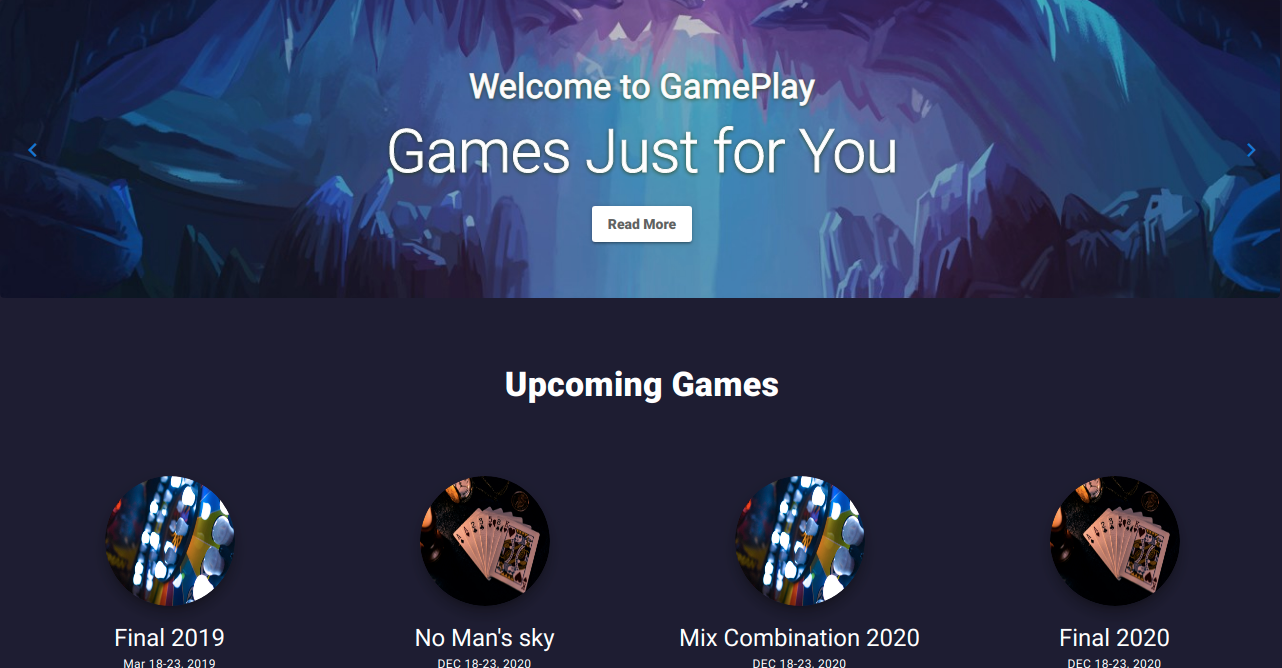 Welcome to GamePlay
Games Just for You
Read More
Upcoming Games
Final 2019
No Man's sky
Mix Combination 2020
Final 2020
Mar 18-23, 2019
DEC 18-23, 2020
DEC 18-23, 2020
DEC 18-23, 2020